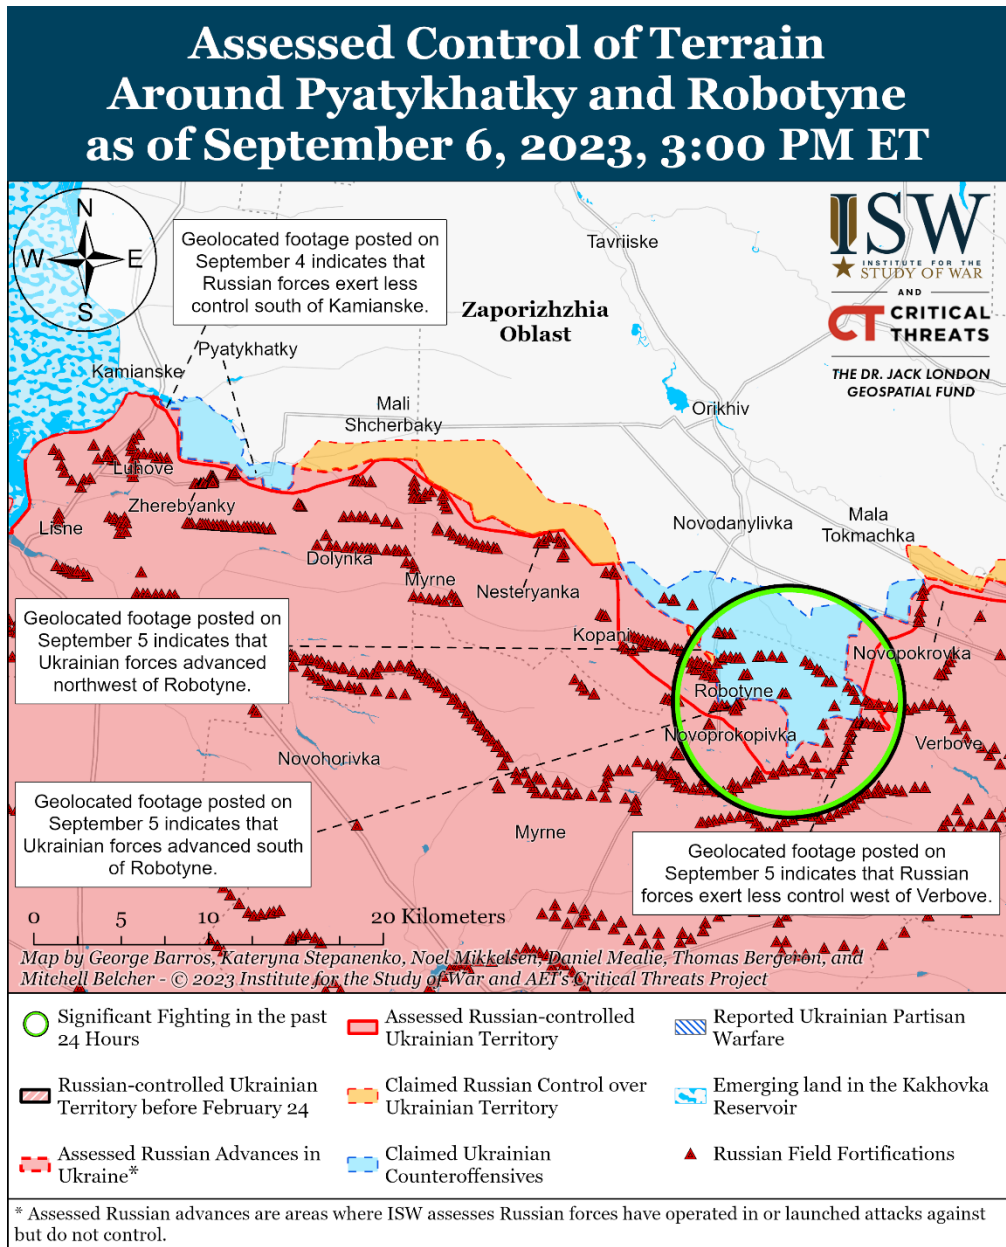 Assessed Control of Terrain
Around Pyatykhatky and Robotyne
as of September 6, 2023, 3:00 PM ET
N
W
E
S
Geolocated footage posted on
September 4 indicates that
Russian forces exert less
control south of Kamianske.
Tavriiske
ISW
INSTITUTE FOR THE
STUDY OF WAR
AND
CT CRITICAL
THREATS
THE DR. JACK LONDON
GEOSPATIAL FUND
Zaporizhzhia
Oblast
Pyatykhatky
Kamianske
Mali
Shcherbaky
Orikhiv
Luhove
Zherebyanky
Lisne
Novodanylivka
Mala
Tokmachka
Dolynka
Myrne
Nesteryanka
Geolocated footage posted on
September 5 indicates that
Ukrainian forces advanced
northwest of Robotyne.
Kopani
Novopokrovka
Robotyne
Novoprokopivka
Verbove
Novohorivka
Geolocated footage posted on
September 5 indicates that
Ukrainian forces advanced south
of Robotyne.
Myrne
Geolocated footage posted on
September 5 indicates that Russian
forces exert less control west of Verbove.
0 5 10 20 Kilometers
Map by George Barros, Kateryna Stepanenko, Noel Mikkelsen, Daniel Mealie, Thomas Bergeron, and
Mitchell Belcher - © 2023 Institute for the Study of War and AEI's Critical Threats Project
Significant Fighting in the past
24 Hours
Assessed Russian-controlled
Ukrainian Territory
Reported Ukrainian Partisan
Warfare
Russian-controlled Ukrainian
Territory before February 24
Claimed Russian Control over
Ukrainian Territory
Emerging land in the Kakhovka
Reservoir
Assessed Russian Advances in
Ukraine*
Claimed Ukrainian
Counteroffensives
Russian Field Fortifications
* Assessed Russian advances are areas where ISW assesses Russian forces have operated in or launched attacks against
but do not control.